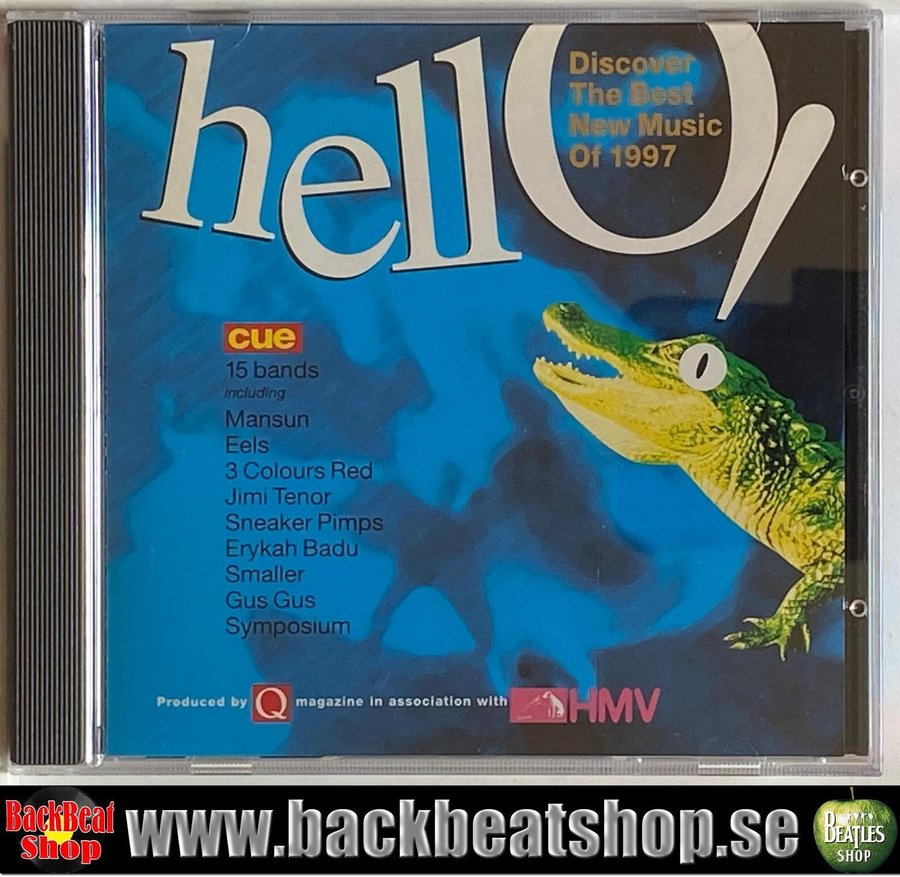 hellO!
Discover
The Best
New Music
Of 1997
cue
15 bands
including
Mansun
Eels
3 Colours Red
Jimi Tenor
Sneaker Pimps
Erykah Badu
Smaller
Gus Gus
Symposium
Produced by Q magazine in association with HMV
BackBeat
Shop
www.backbeatshop.se
BEATLES
SHOP